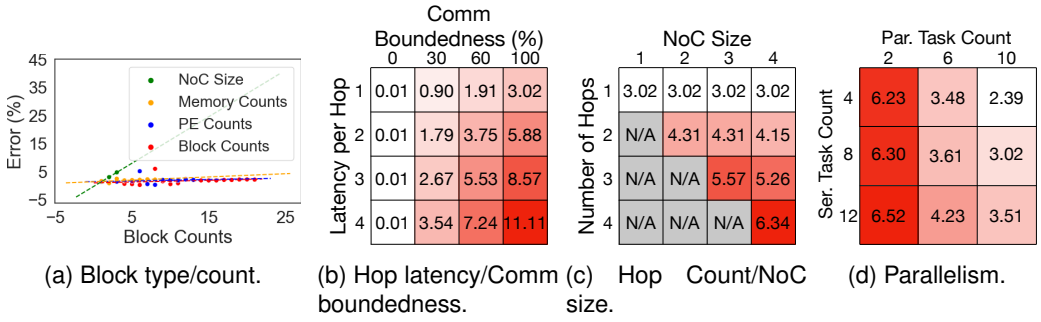 45
35
25
15
5
−5
Error (%)
NoC Size
Memory Counts
PE Counts
Block Counts
−5 5 15 25
Block Counts
(a) Block type/count.
Comm
Boundedness (%)
0 30 60 100
Latency per Hop
1 0.01 0.90 1.91 3.02
2 0.01 1.79 3.75 5.88
3 0.01 2.67 5.53 8.57
4 0.01 3.54 7.24 11.11
(b) Hop latency/Comm
boundedness.
NoC Size
1 2 3 4
Number of Hops
1 3.02 3.02 3.02 3.02
2 N/A 4.31 4.31 4.15
3 N/A N/A 5.57 5.26
4 N/A N/A N/A 6.34
(c) Hop Count/NoC
size.
Par. Task Count
2 6 10
Ser. Task Count
4 6.23 3.48 2.39
8 6.30 3.61 3.02
12 6.52 4.23 3.51
(d) Parallelism.